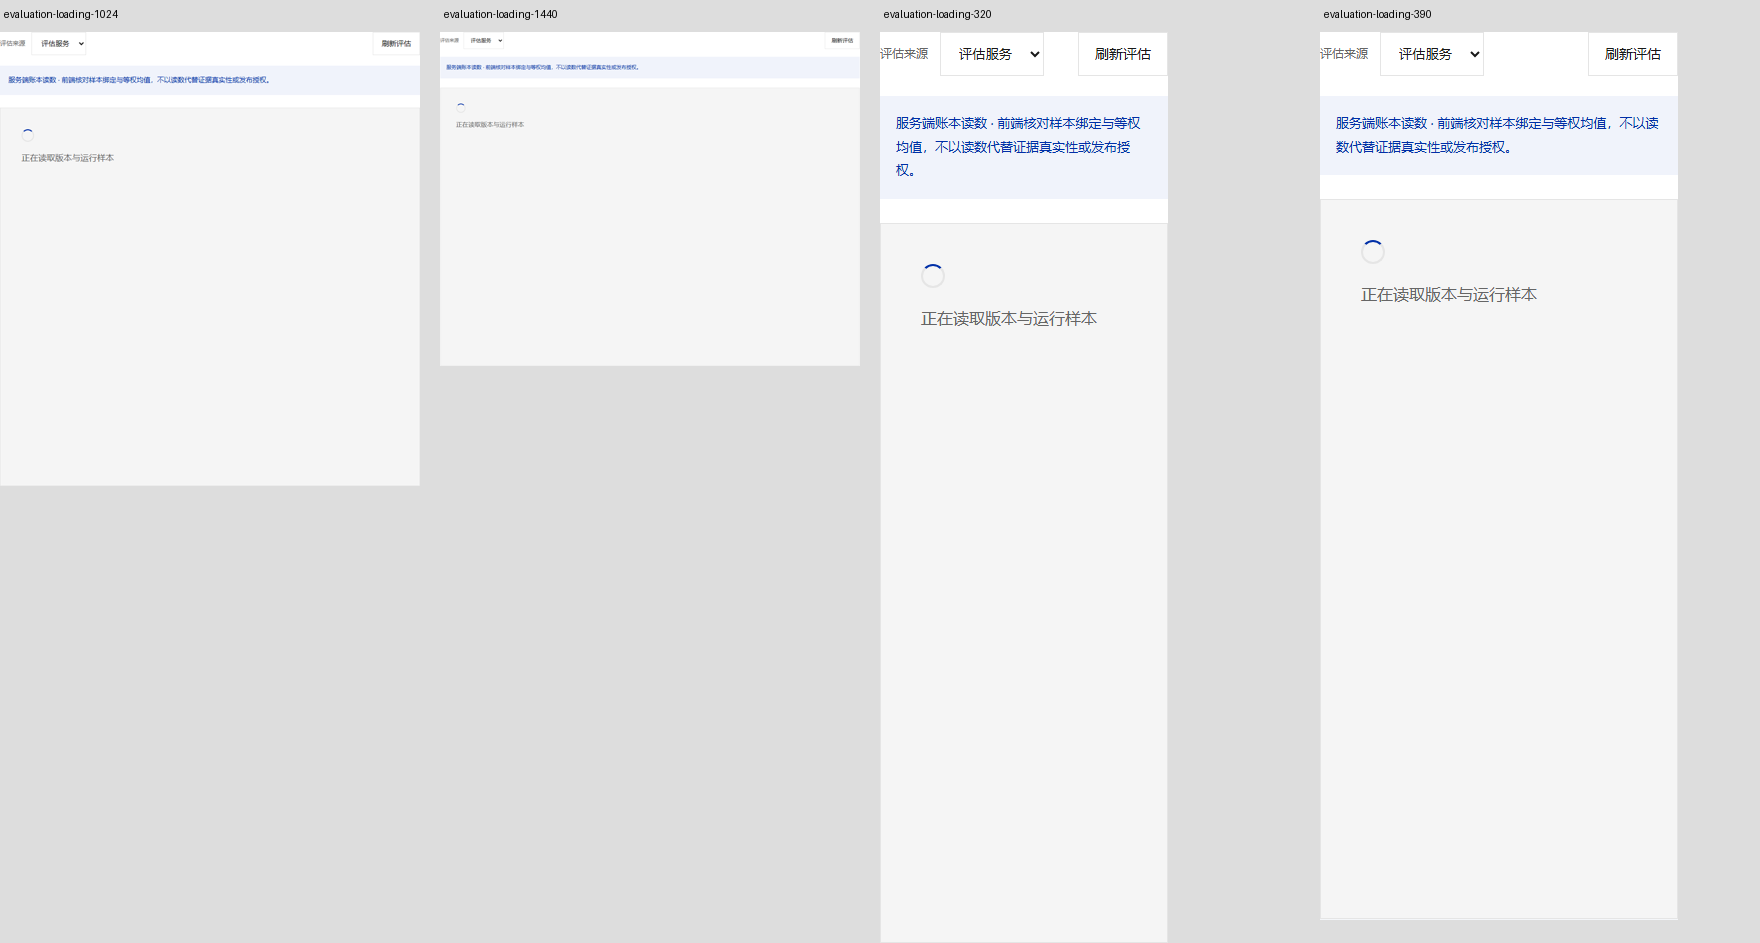 evaluation-loading-1024
评估来源 评估服务 刷新评估
服务端账本读数 · 前端核对样本绑定与等权均值，不以读数代替证据真实性或发布授权。
正在读取版本与运行样本
evaluation-loading-1440
评估来源 评估服务 刷新评估
服务端账本读数 · 前端核对样本绑定与等权均值，不以读数代替证据真实性或发布授权。
正在读取版本与运行样本
evaluation-loading-320
评估来源 评估服务 刷新评估
服务端账本读数 · 前端核对样本绑定与等权
均值，不以读数代替证据真实性或发布授
权。
正在读取版本与运行样本
evaluation-loading-390
评估来源 评估服务 刷新评估
服务端账本读数 · 前端核对样本绑定与等权均值，不以读
数代替证据真实性或发布授权。
正在读取版本与运行样本